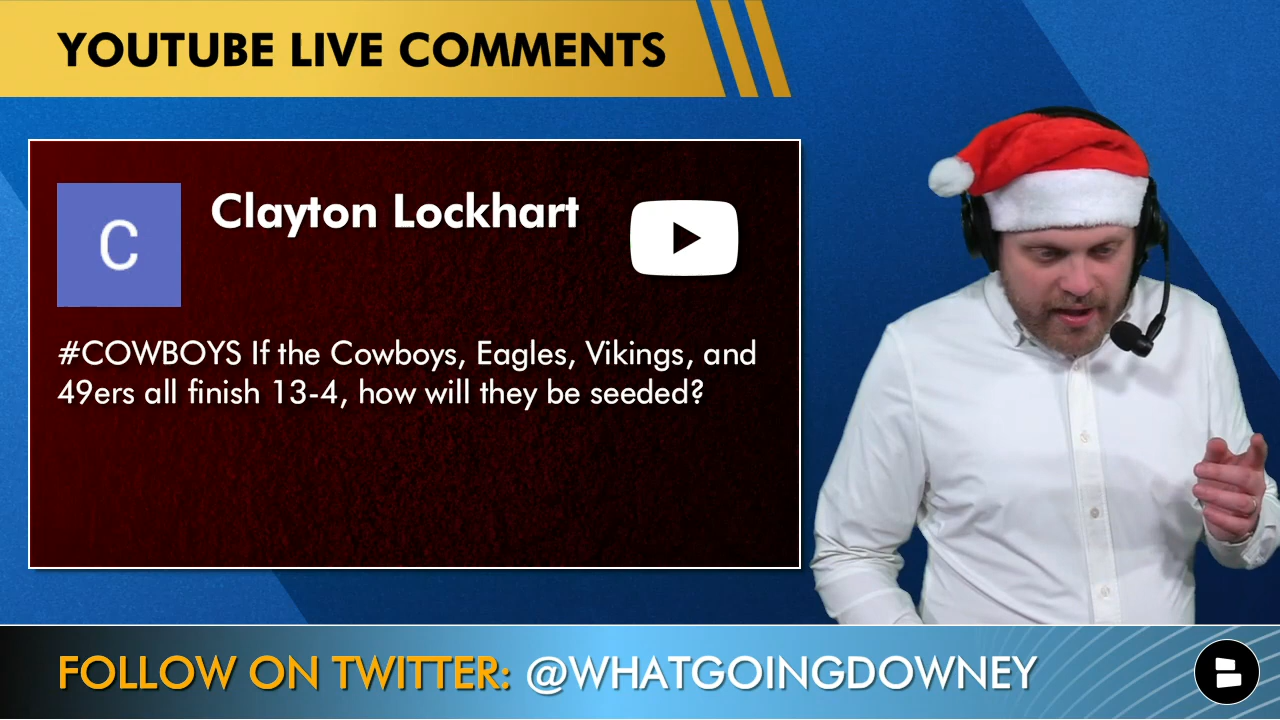 YOUTUBE LIVE COMMENTS
C
Clayton Lockhart
#COWBOYS If the Cowboys, Eagles, Vikings, and
49ers all finish 13-4, how will they be seeded?
FOLLOW ON TWITTER: @WHATGOINGDOWNEY